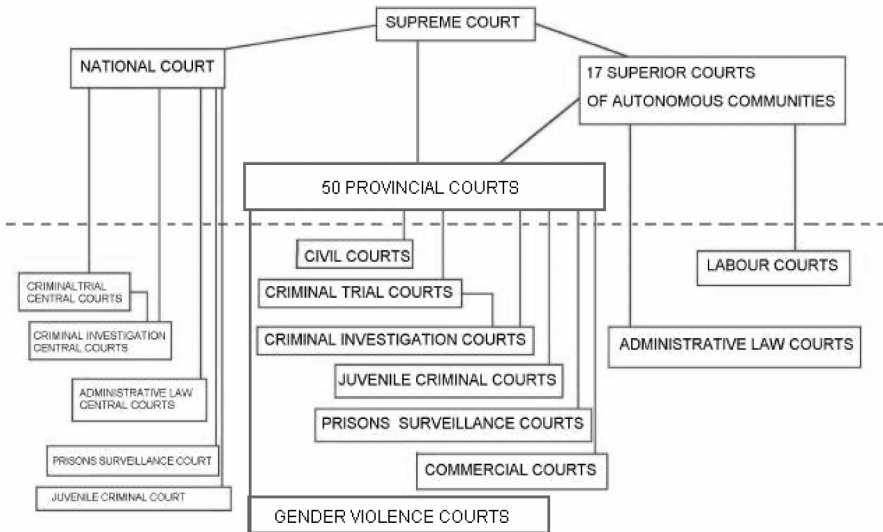 SUPREME COURT
NATIONAL COURT
17 SUPERIOR COURTS
OF AUTONOMOUS COMMUNITIES
50 PROVINCIAL COURTS
CIVIL COURTS
LABOUR COURTS
CRIMINALTRIAL
CENTRAL COURTS
CRIMINAL TRIAL COURTS
CRIMINAL INVESTIGATION
CENTRAL COURTS
CRIMINAL INVESTIGATION COURTS
ADMINISTRATIVE LAW COURTS
ADMINISTRATIVE LAW
CENTRAL COURTS
JUVENILE CRIMINAL COURTS
PRISONS SURVEILLANCE COURTS
PRISONS SURVEILLANCE COURT
COMMERCIAL COURTS
JUVENILE CRIMINAL COURT
GENDER VIOLENCE COURTS